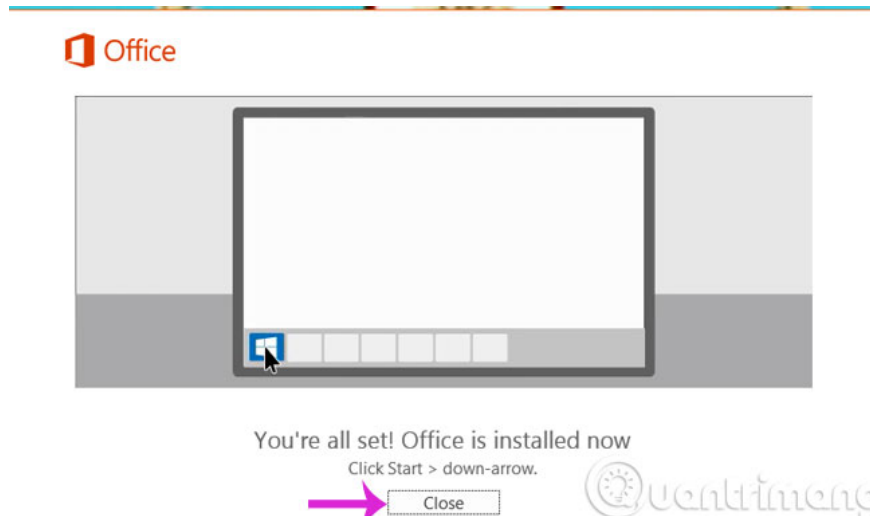 Office
You're all set! Office is installed now
Click Start > down-arrow.
Close
Quantrimang